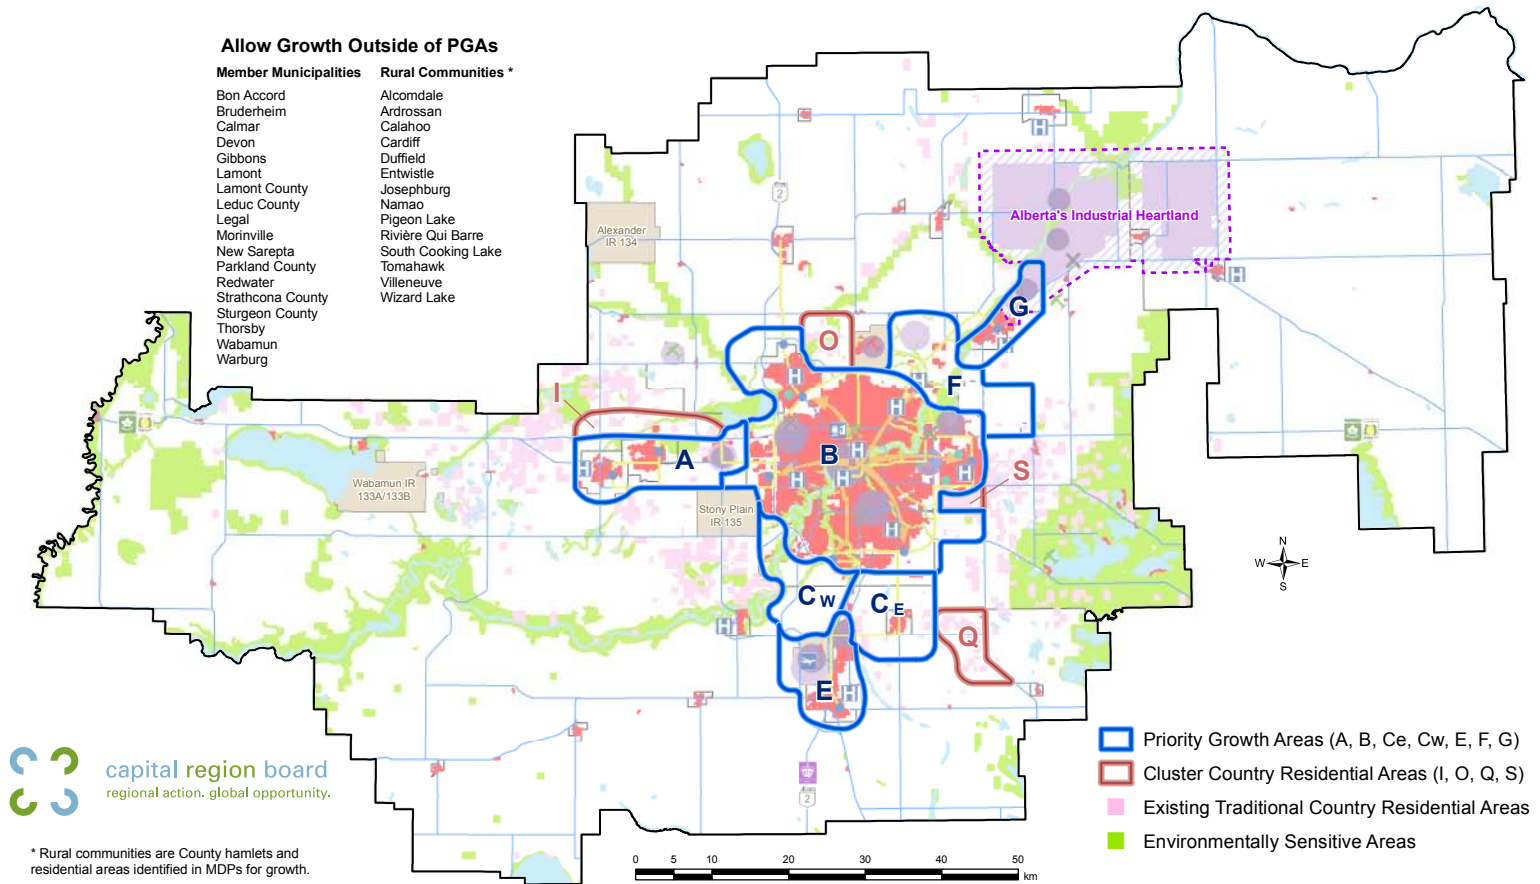 Allow Growth Outside of PGAs
Member Municipalities
Bon Accord
Bruderheim
Calmar
Devon
Gibbons
Lamont
Lamont County
Leduc County
Legal
Morinville
New Sarepta
Parkland County
Redwater
Strathcona County
Sturgeon County
Thorsby
Wabamun
Warburg
Rural Communities *
Alcomdale
Ardrossan
Calahoo
Cardiff
Duffield
Entwistle
Josephburg
Namao
Pigeon Lake
Rivière Qui Barre
South Cooking Lake
Tomahawk
Villeneuve
Wizard Lake
H
2
Alberta's Industrial Heartland
Alexander
IR 134
H
G
O
H
H
H
F
I
H
H
A
B
H
H
H
H
H
S
Wabamun IR
133A/133B
Stony Plain
IR 135
H
N
W
E
S
Cw
CE
H
Q
E
H
2
Priority Growth Areas (A, B, Ce, Cw, E, F, G)
Cluster Country Residential Areas (I, O, Q, S)
Existing Traditional Country Residential Areas
Environmentally Sensitive Areas
capital region board
regional action. global opportunity.
* Rural communities are County hamlets and
residential areas identified in MDPs for growth.
0 5 10 20 30 40 50
km